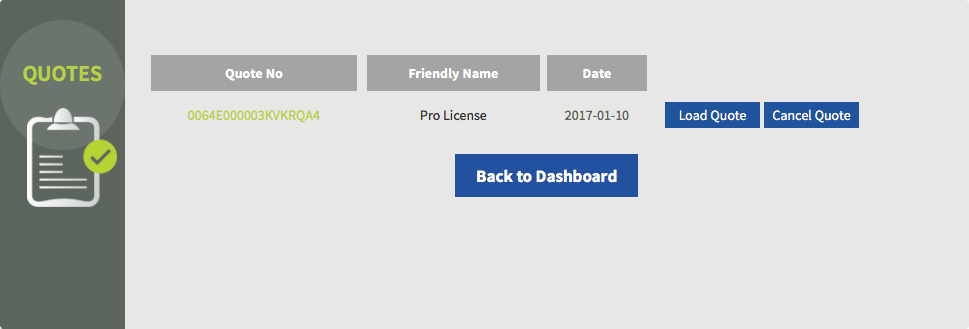 QUOTES
Quote No Friendly Name Date
0064E000003KVKRQA4 Pro License 2017-01-10 Load Quote Cancel Quote
Back to Dashboard